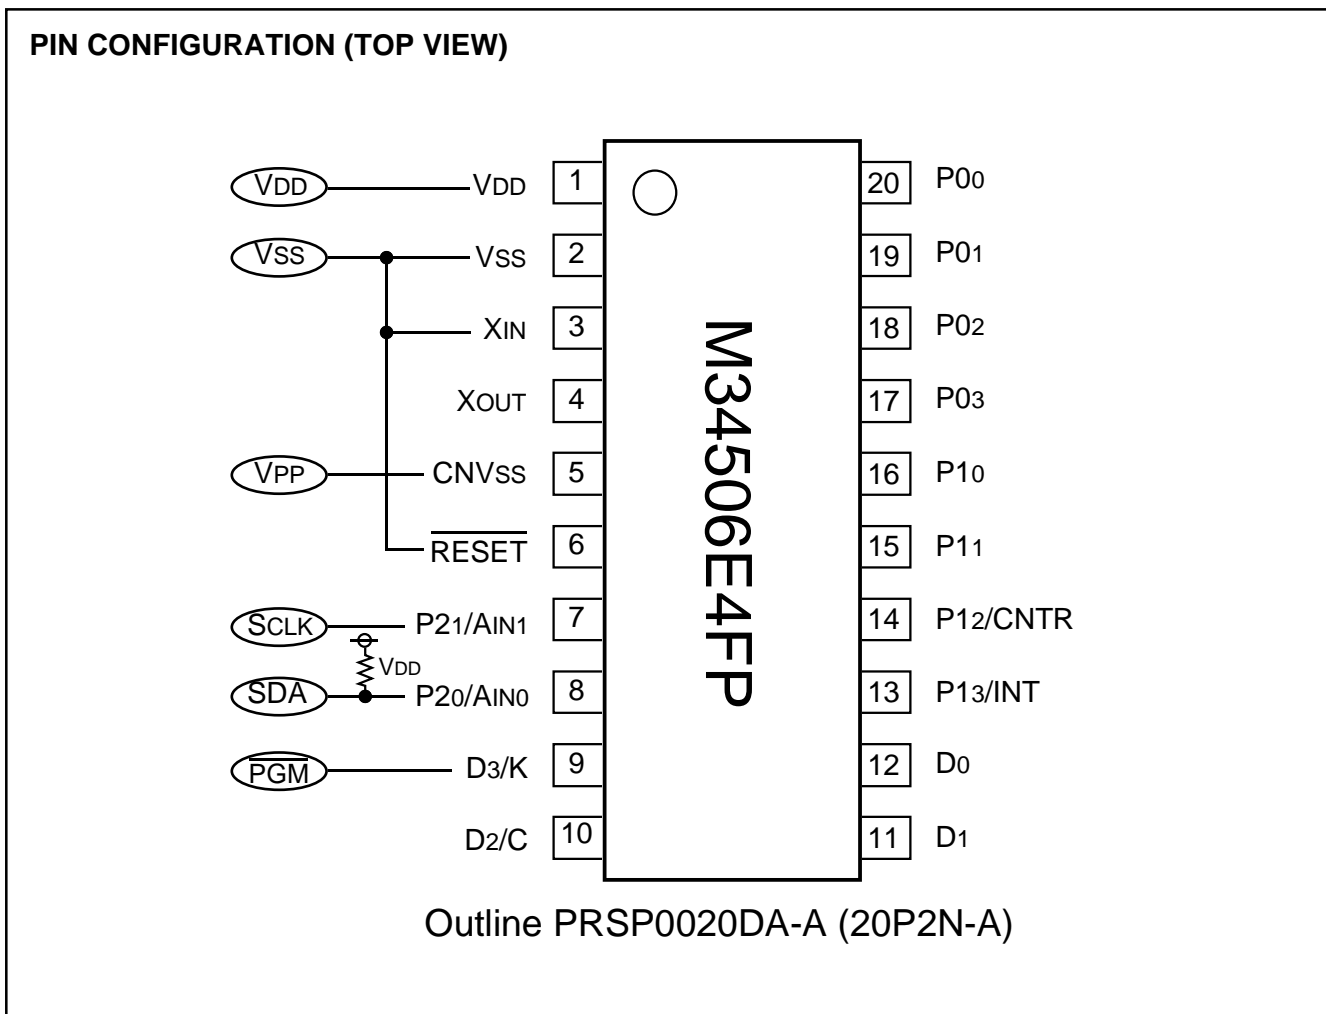 PIN CONFIGURATION (TOP VIEW)
VDD VDD 1 20 P00
VSS VSS 2 19 P01
XIN 3 18 P02
XOUT 4 17 P03
VPP CNVSS 5 16 P10
RESET 6 15 P11
SCLK P21/AIN1 7 14 P12/CNTR
VDD
SDA P20/AIN0 8 13 P13/INT
PGM D3/K 9 12 D0
D2/C 10 11 D1
M34506E4FP
Outline PRSP0020DA-A (20P2N-A)